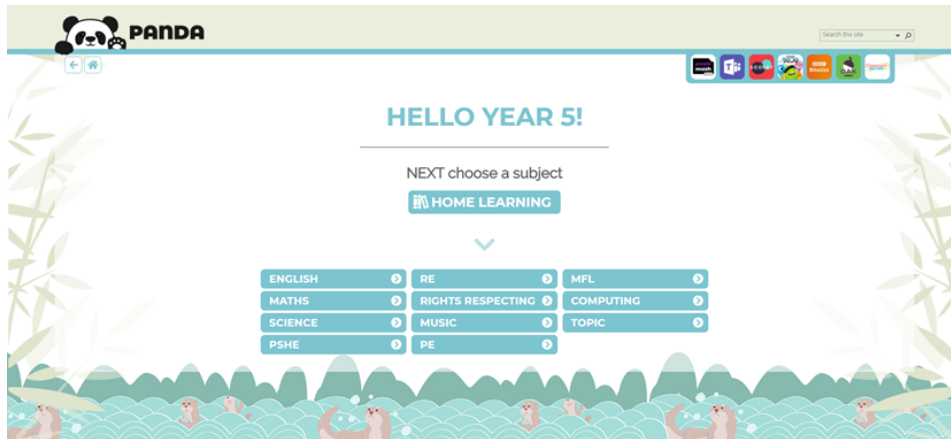 PANDA
Search this site
HELLO YEAR 5!
NEXT choose a subject
HOME LEARNING
ENGLISH
RE
MFL
MATHS
RIGHTS RESPECTING
COMPUTING
SCIENCE
MUSIC
TOPIC
PSHE
PE